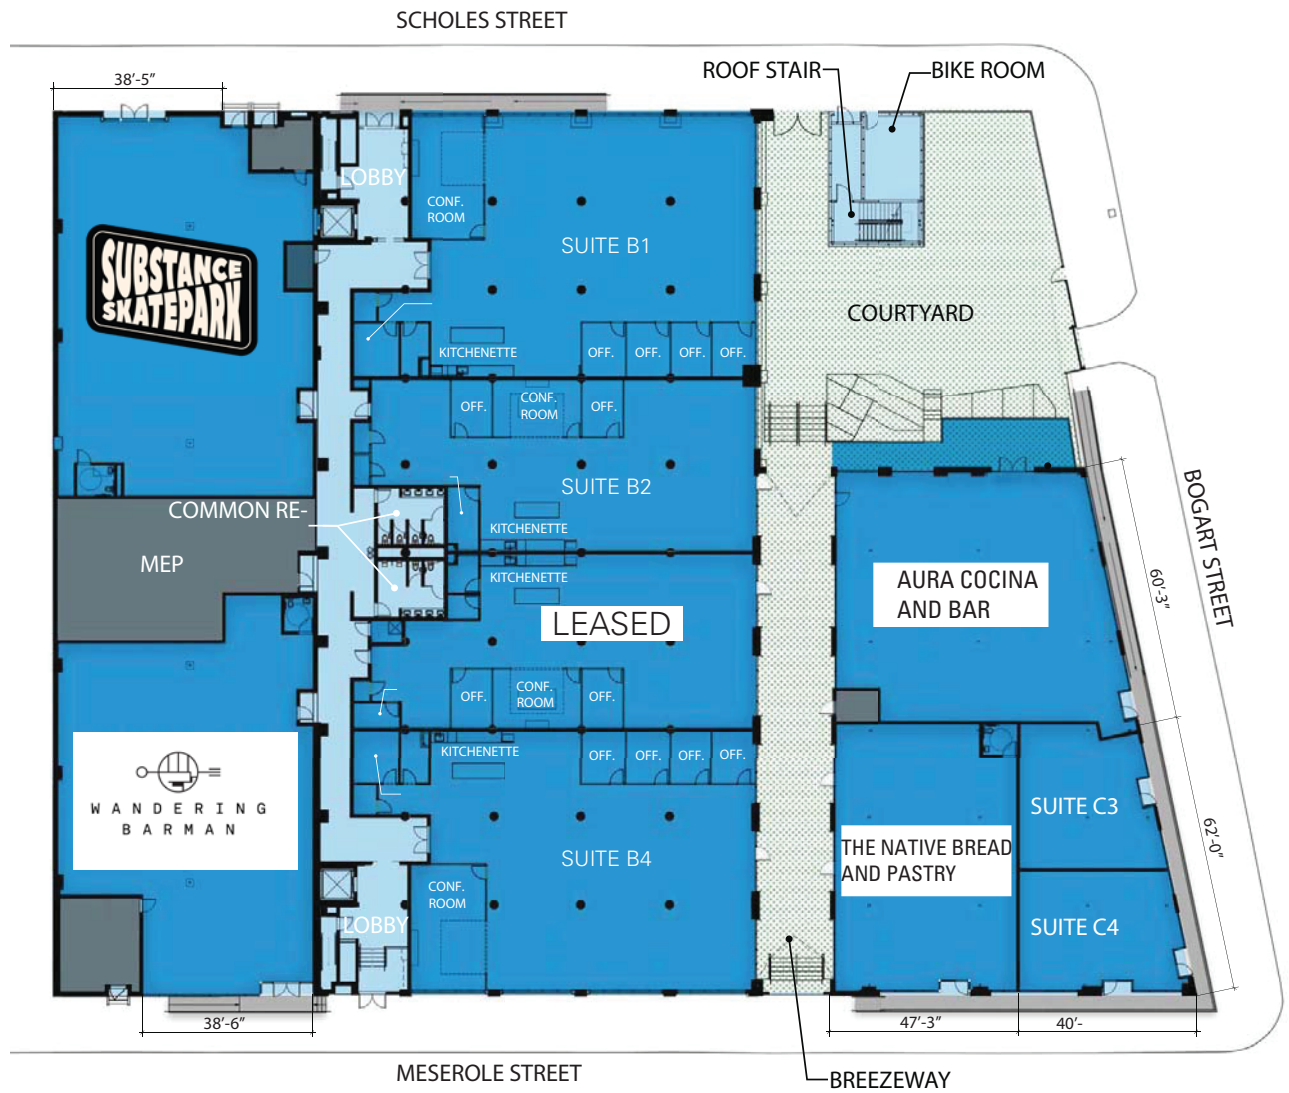 SCHOLES STREET
ROOF STAIR
BIKE ROOM
38'-5"
LOBBY
CONF.
ROOM
SUITE B1
SUBSTANCE
SKATEPARK
COURTYARD
KITCHENETTE
OFF.
OFF.
OFF.
OFF.
OFF.
CONF.
ROOM
OFF.
SUITE B2
COMMON RE-
KITCHENETTE
MEP
KITCHENETTE
LEASED
AURA COCINA
AND BAR
BOGART STREET
60'-3"
OFF.
CONF.
ROOM
OFF.
KITCHENETTE
OFF.
OFF.
OFF.
OFF.
WANDERING
BARMAN
SUITE B4
CONF.
ROOM
LOBBY
THE NATIVE BREAD
AND PASTRY
SUITE C3
62'-0"
SUITE C4
38'-6"
47'-3"
40'-
MESEROLE STREET
BREEZEWAY